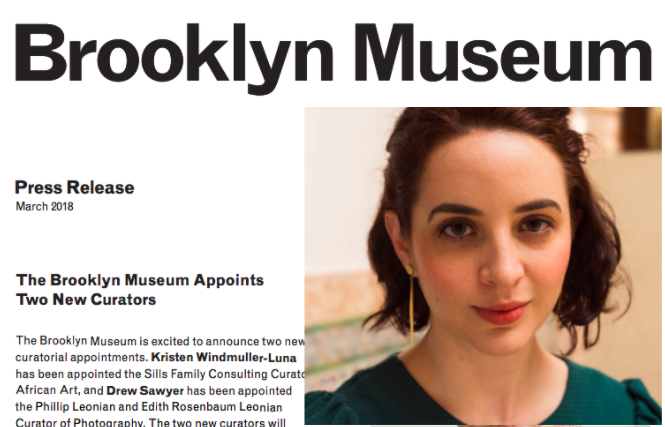 Brooklyn Museum
Press Release
March 2018
The Brooklyn Museum Appoints
Two New Curators
The Brooklyn Museum is excited to announce two new
curatorial appointments. Kristen Windmuller-Luna
has been appointed the Sills Family Consulting
African Art, and Drew Sawyer has been appointed
the Phillip Leonian and Edith Rosenbaum Leonian
Curator of Photography. The two new curators will